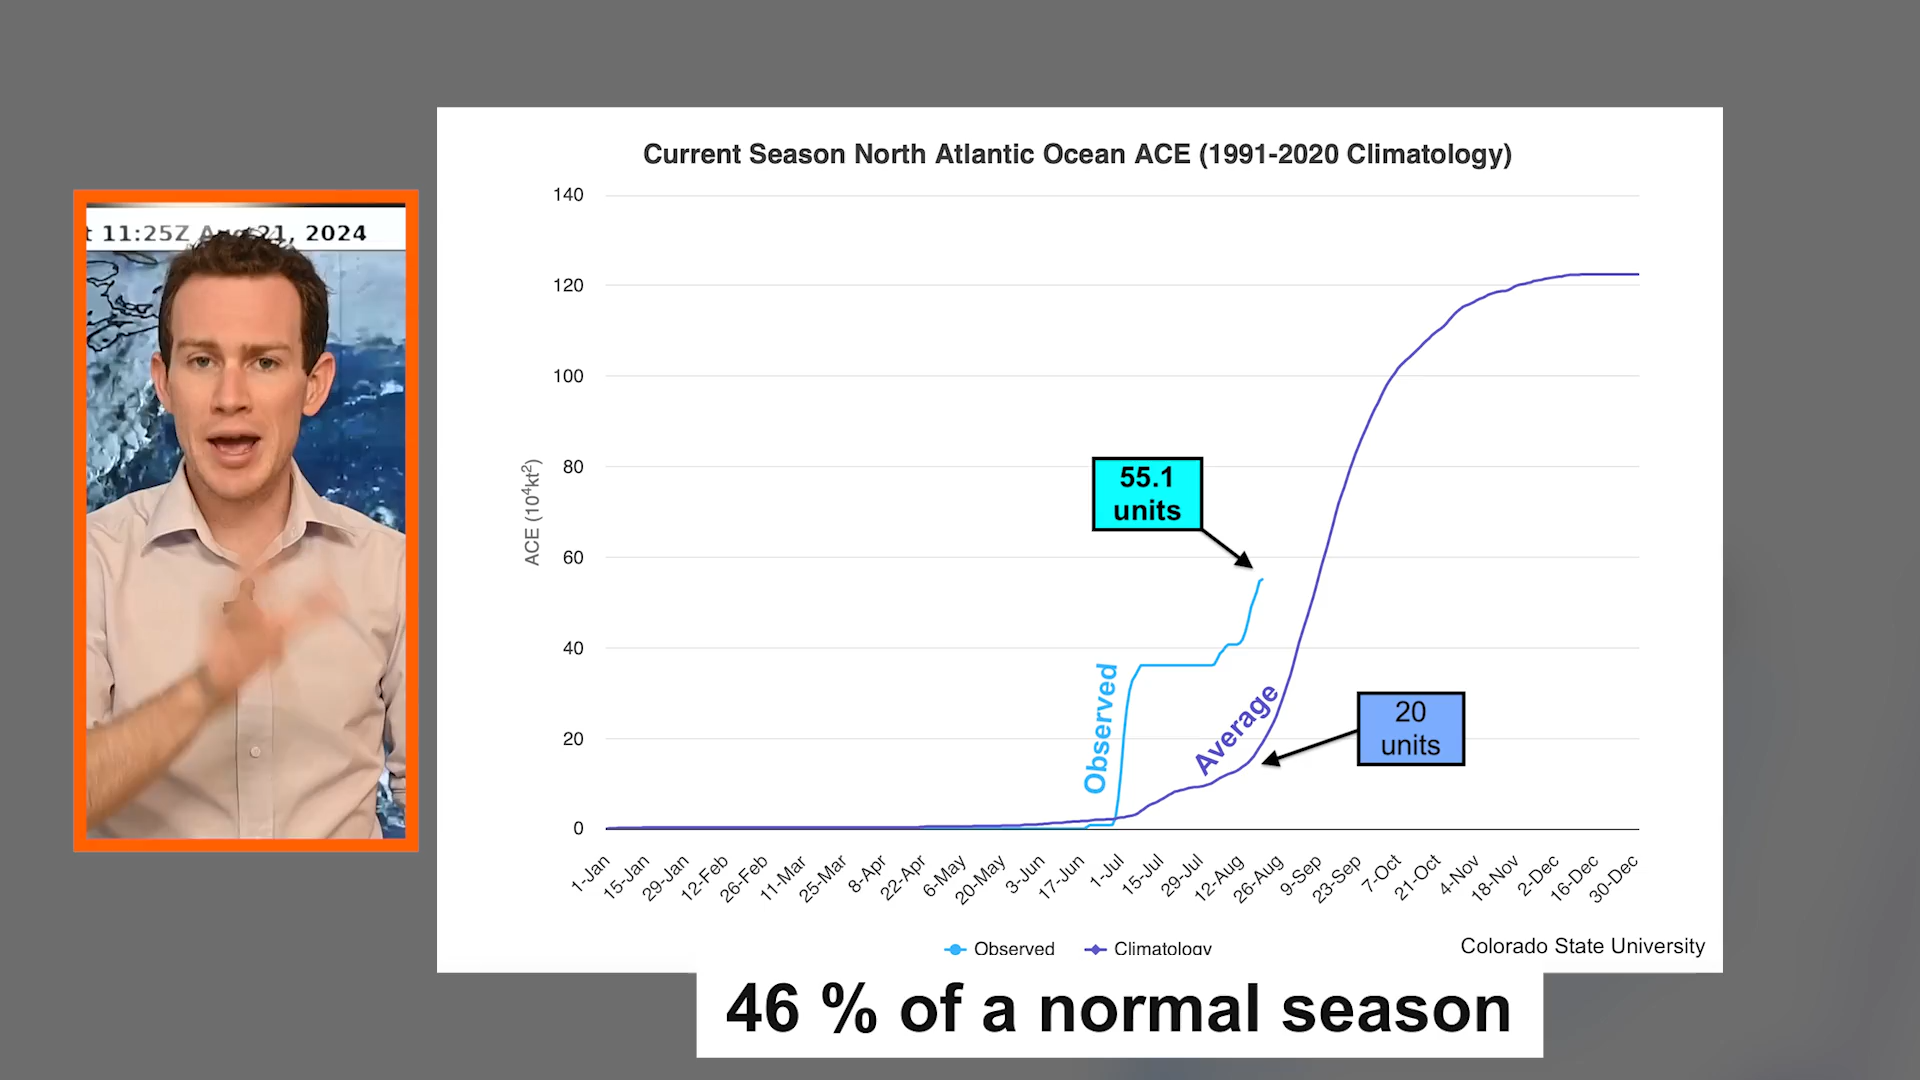 t 11:25Z Aug 21, 2024
Current Season North Atlantic Ocean ACE (1991-2020 Climatology)
ACE (10⁴kt²)
140
120
100
80
60
40
20
0
55.1
units
Observed
Average
20
units
1-Jan
15-Jan
29-Jan
12-Feb
26-Feb
11-Mar
25-Mar
8-Apr
22-Apr
6-May
20-May
3-Jun
17-Jun
1-Jul
15-Jul
29-Jul
12-Aug
26-Aug
9-Sep
23-Sep
7-Oct
21-Oct
4-Nov
18-Nov
2-Dec
16-Dec
30-Dec
Observed Climatology
Colorado State University
46 % of a normal season